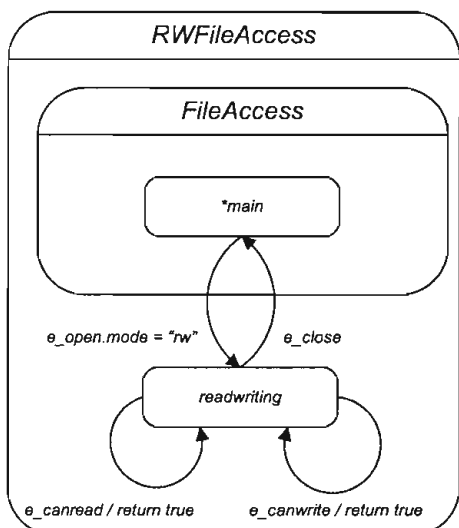 RWFileAccess
FileAccess
*main
e_open.mode = "rw"
e_close
readwriting
e_canread / return true
e_canwrite / return true